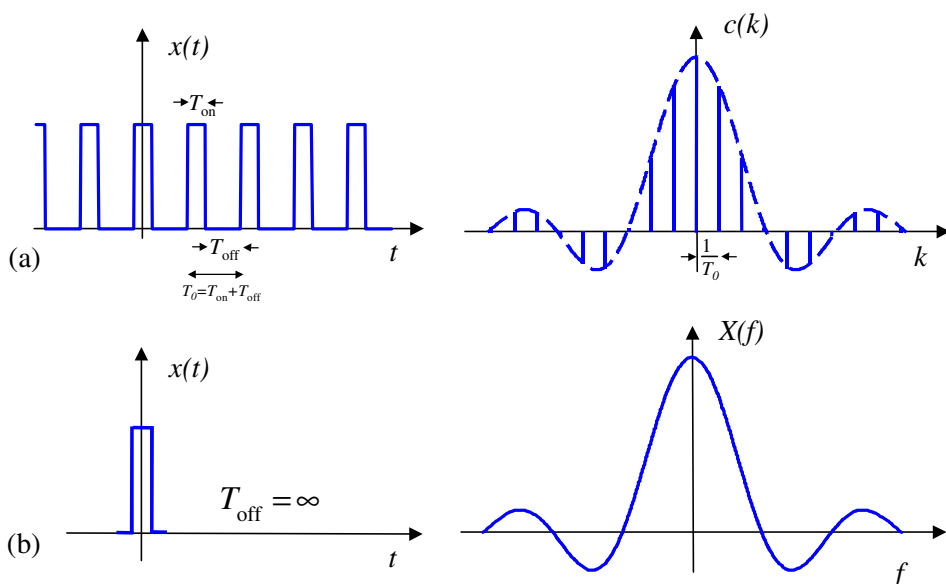 x(t)
T_on
T_off
T_0=T_on+T_off
t
(a)
c(k)
1/T_0
k
x(t)
T_off = ∞
t
(b)
X(f)
f